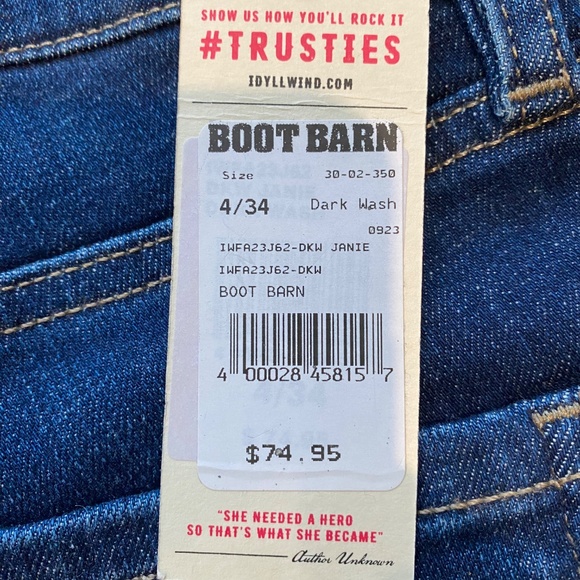 SHOW US HOW YOU'LL ROCK IT
#TRUSTIES
IDYLLWIND.COM
BOOT BARN
Size 30-02-350
4/34 Dark Wash
0923
IWFA23J62-DKW JANIE
IWFA23J62-DKW
BOOT BARN
4 00028 45815 7
$74.95
"SHE NEEDED A HERO
SO THAT'S WHAT SHE BECAME"
Author Unknown